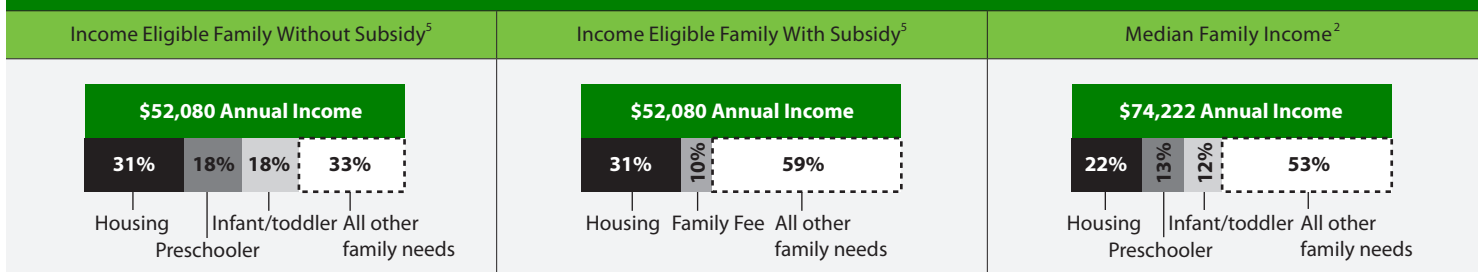 Income Eligible Family Without Subsidy⁵
Income Eligible Family With Subsidy⁵
Median Family Income²
$52,080 Annual Income
31% 18% 18% 33%
Housing Infant/toddler All other
Preschooler family needs
$52,080 Annual Income
31% 10% 59%
Housing Family Fee All other
family needs
$74,222 Annual Income
22% 13% 12% 53%
Housing Infant/toddler All other
Preschooler family needs